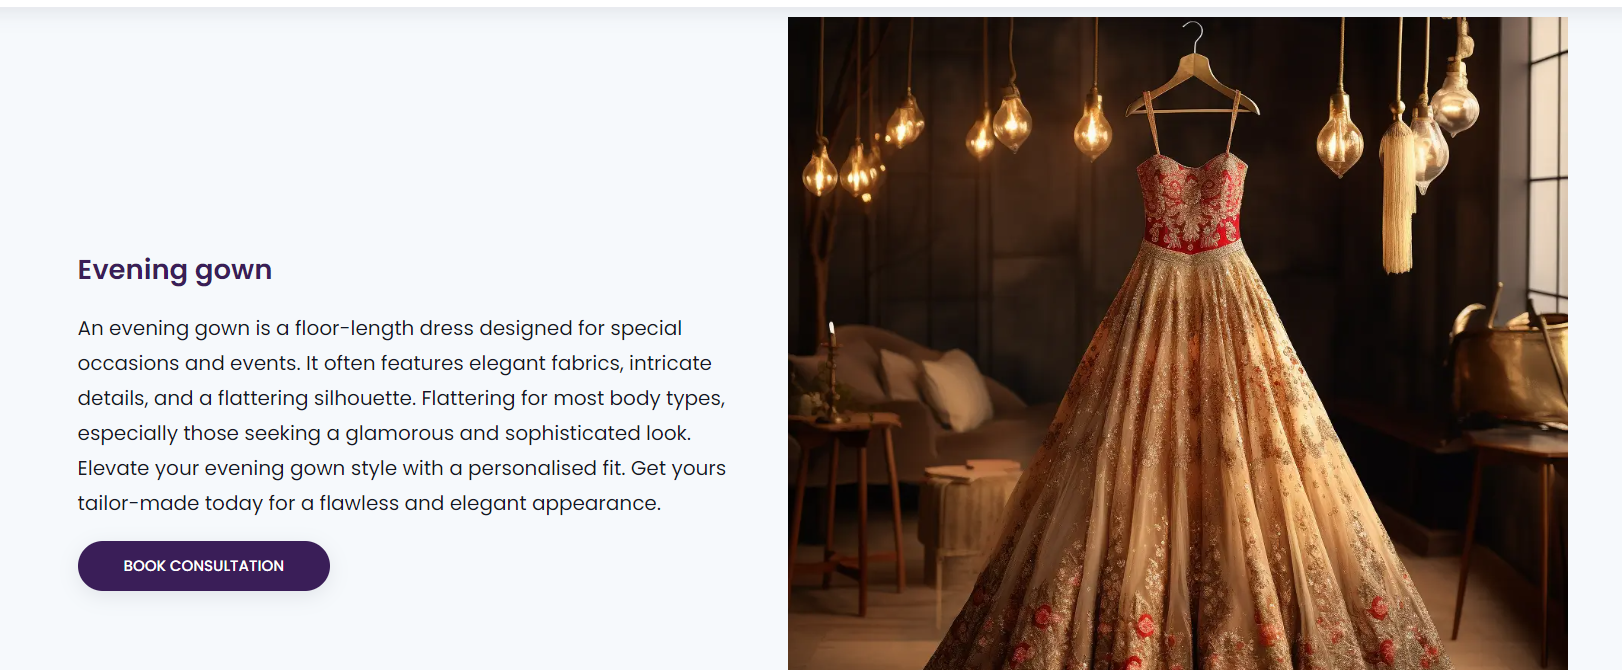 Evening gown
An evening gown is a floor-length dress designed for special
occasions and events. It often features elegant fabrics, intricate
details, and a flattering silhouette. Flattering for most body types,
especially those seeking a glamorous and sophisticated look.
Elevate your evening gown style with a personalised fit. Get yours
tailor-made today for a flawless and elegant appearance.
BOOK CONSULTATION